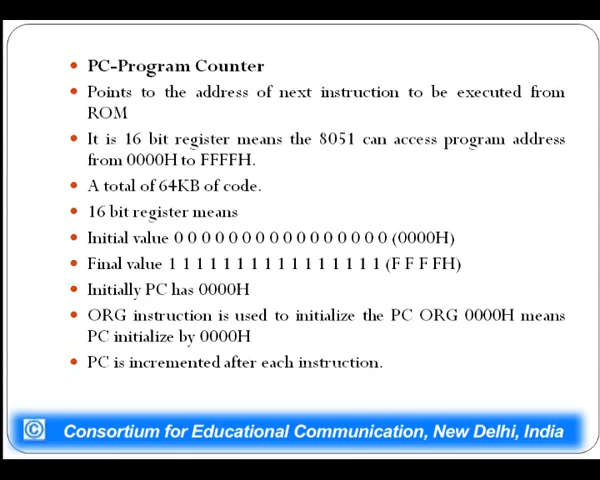 PC-Program Counter
Points to the address of next instruction to be executed from
ROM
It is 16 bit register means the 8051 can access program address
from 0000H to FFFFH.
A total of 64KB of code.
16 bit register means
Initial value 0 0 0 0 0 0 0 0 0 0 0 0 0 0 0 0 (0000H)
Final value 1 1 1 1 1 1 1 1 1 1 1 1 1 1 1 1 (F F F FH)
Initially PC has 0000H
ORG instruction is used to initialize the PC ORG 0000H means
PC initialize by 0000H
PC is incremented after each instruction.
© Consortium for Educational Communication, New Delhi, India